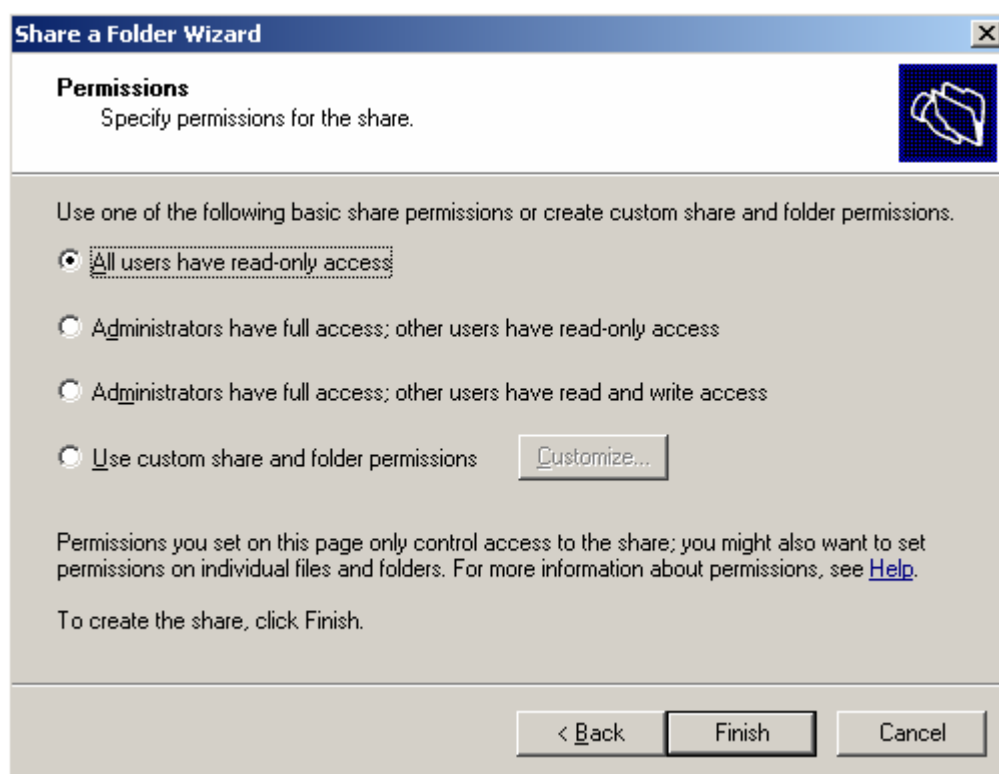 Share a Folder Wizard
Permissions
Specify permissions for the share.
Use one of the following basic share permissions or create custom share and folder permissions.
All users have read-only access
Administrators have full access; other users have read-only access
Administrators have full access; other users have read and write access
Use custom share and folder permissions Customize...
Permissions you set on this page only control access to the share; you might also want to set
permissions on individual files and folders. For more information about permissions, see Help.
To create the share, click Finish.
< Back Finish Cancel